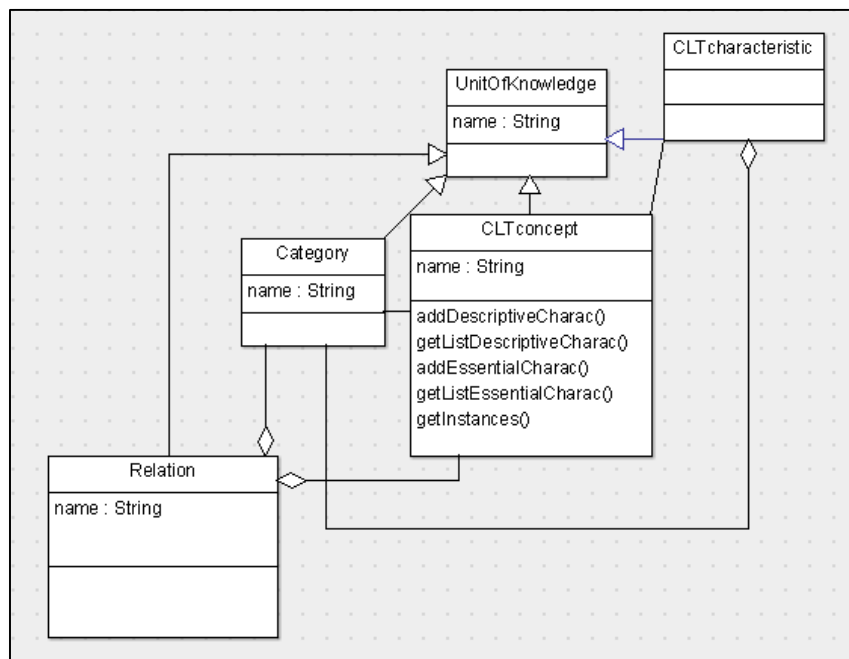 CLTcharacteristic
UnitOfKnowledge
name : String
CLTconcept
name : String
addDescriptiveCharac()
getListDescriptiveCharac()
addEssentialCharac()
getListEssentialCharac()
getInstances()
Category
name : String
Relation
name : String